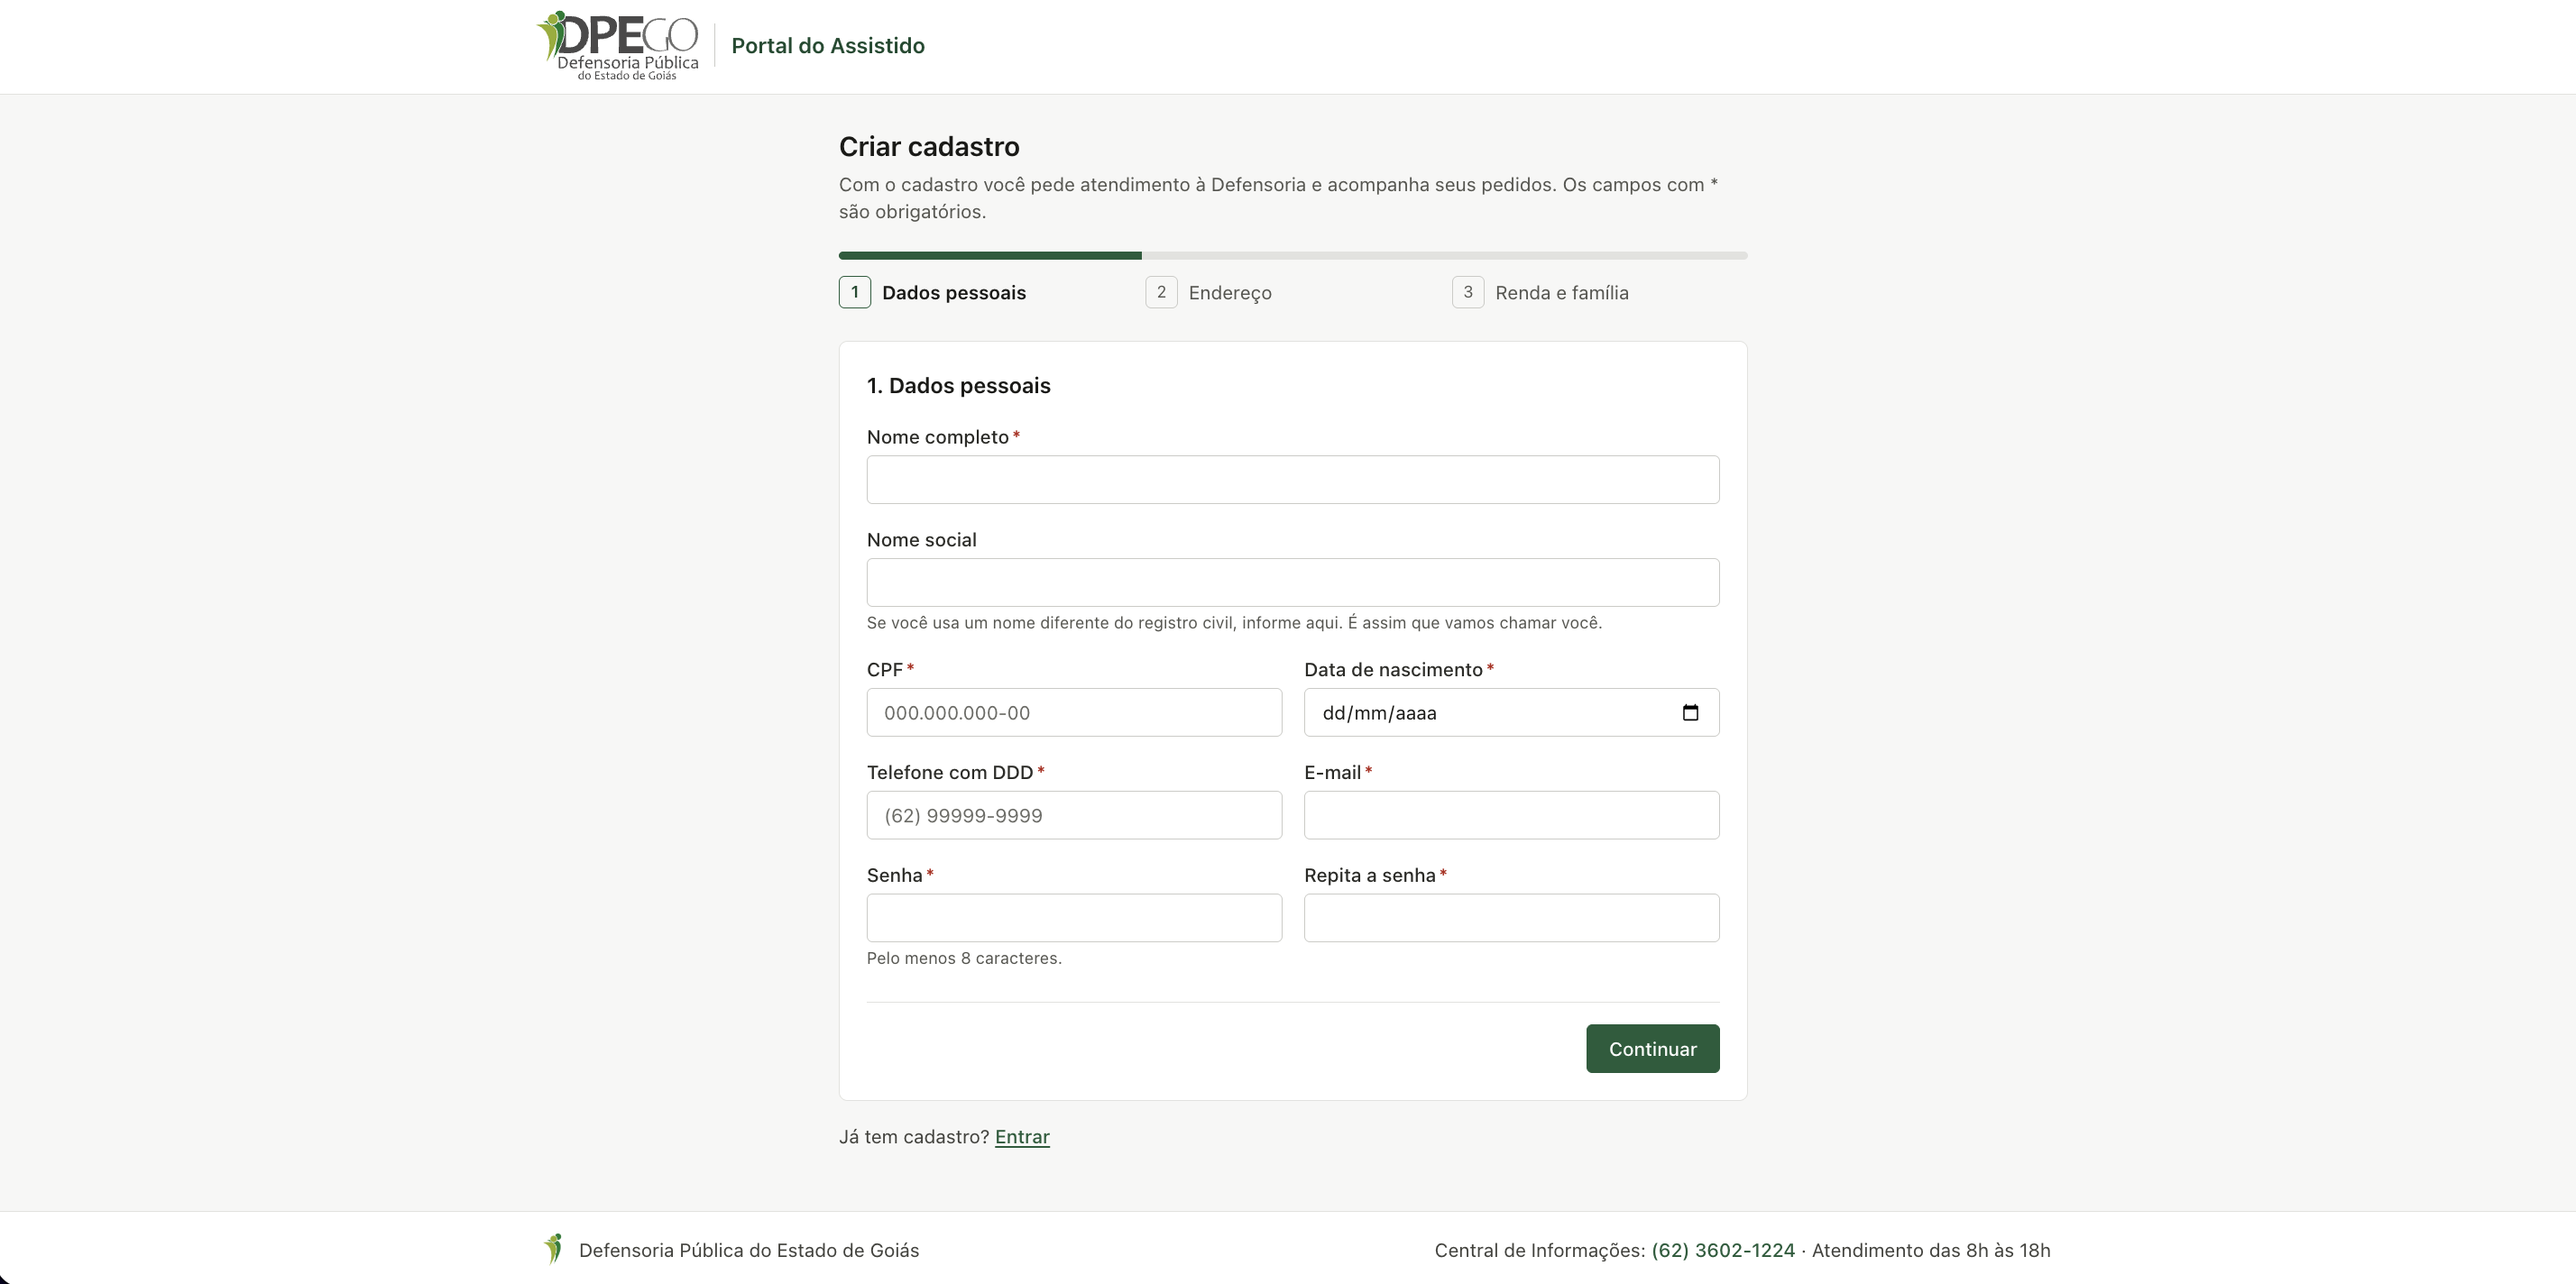 DPEGO
Defensoria Pública
do Estado de Goiás
Portal do Assistido
Criar cadastro
Com o cadastro você pede atendimento à Defensoria e acompanha seus pedidos. Os campos com *
são obrigatórios.
1 Dados pessoais
2 Endereço
3 Renda e família
1. Dados pessoais
Nome completo *
Nome social
Se você usa um nome diferente do registro civil, informe aqui. É assim que vamos chamar você.
CPF *
Data de nascimento *
000.000.000-00
dd/mm/aaaa
Telefone com DDD *
E-mail *
(62) 99999-9999
Senha *
Repita a senha *
Pelo menos 8 caracteres.
Continuar
Já tem cadastro? Entrar
Defensoria Pública do Estado de Goiás
Central de Informações: (62) 3602-1224 · Atendimento das 8h às 18h